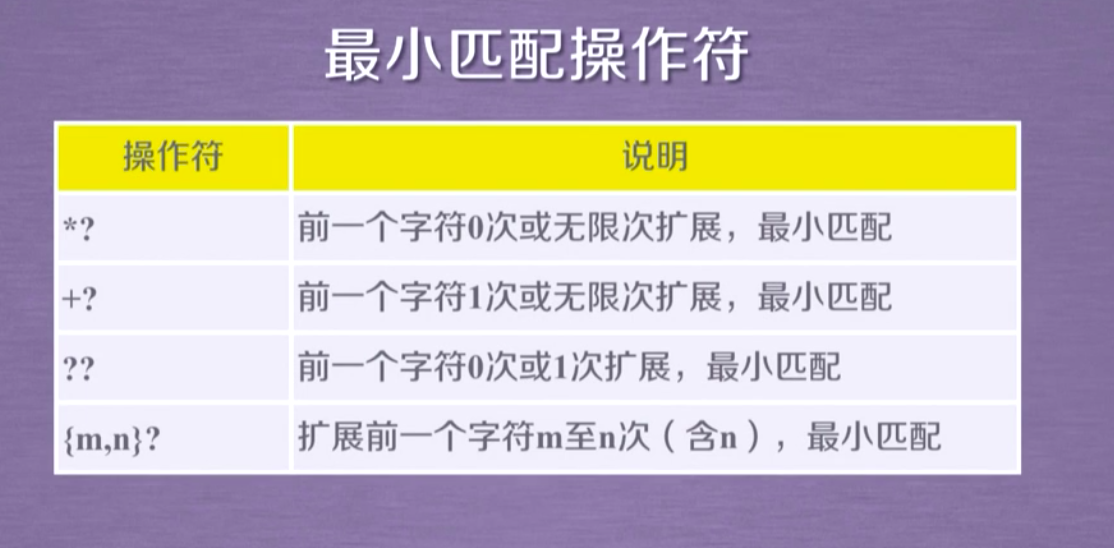 最小匹配操作符
操作符 说明
*? 前一个字符0次或无限次扩展，最小匹配
+? 前一个字符1次或无限次扩展，最小匹配
?? 前一个字符0次或1次扩展，最小匹配
{m,n}? 扩展前一个字符m至n次（含n），最小匹配